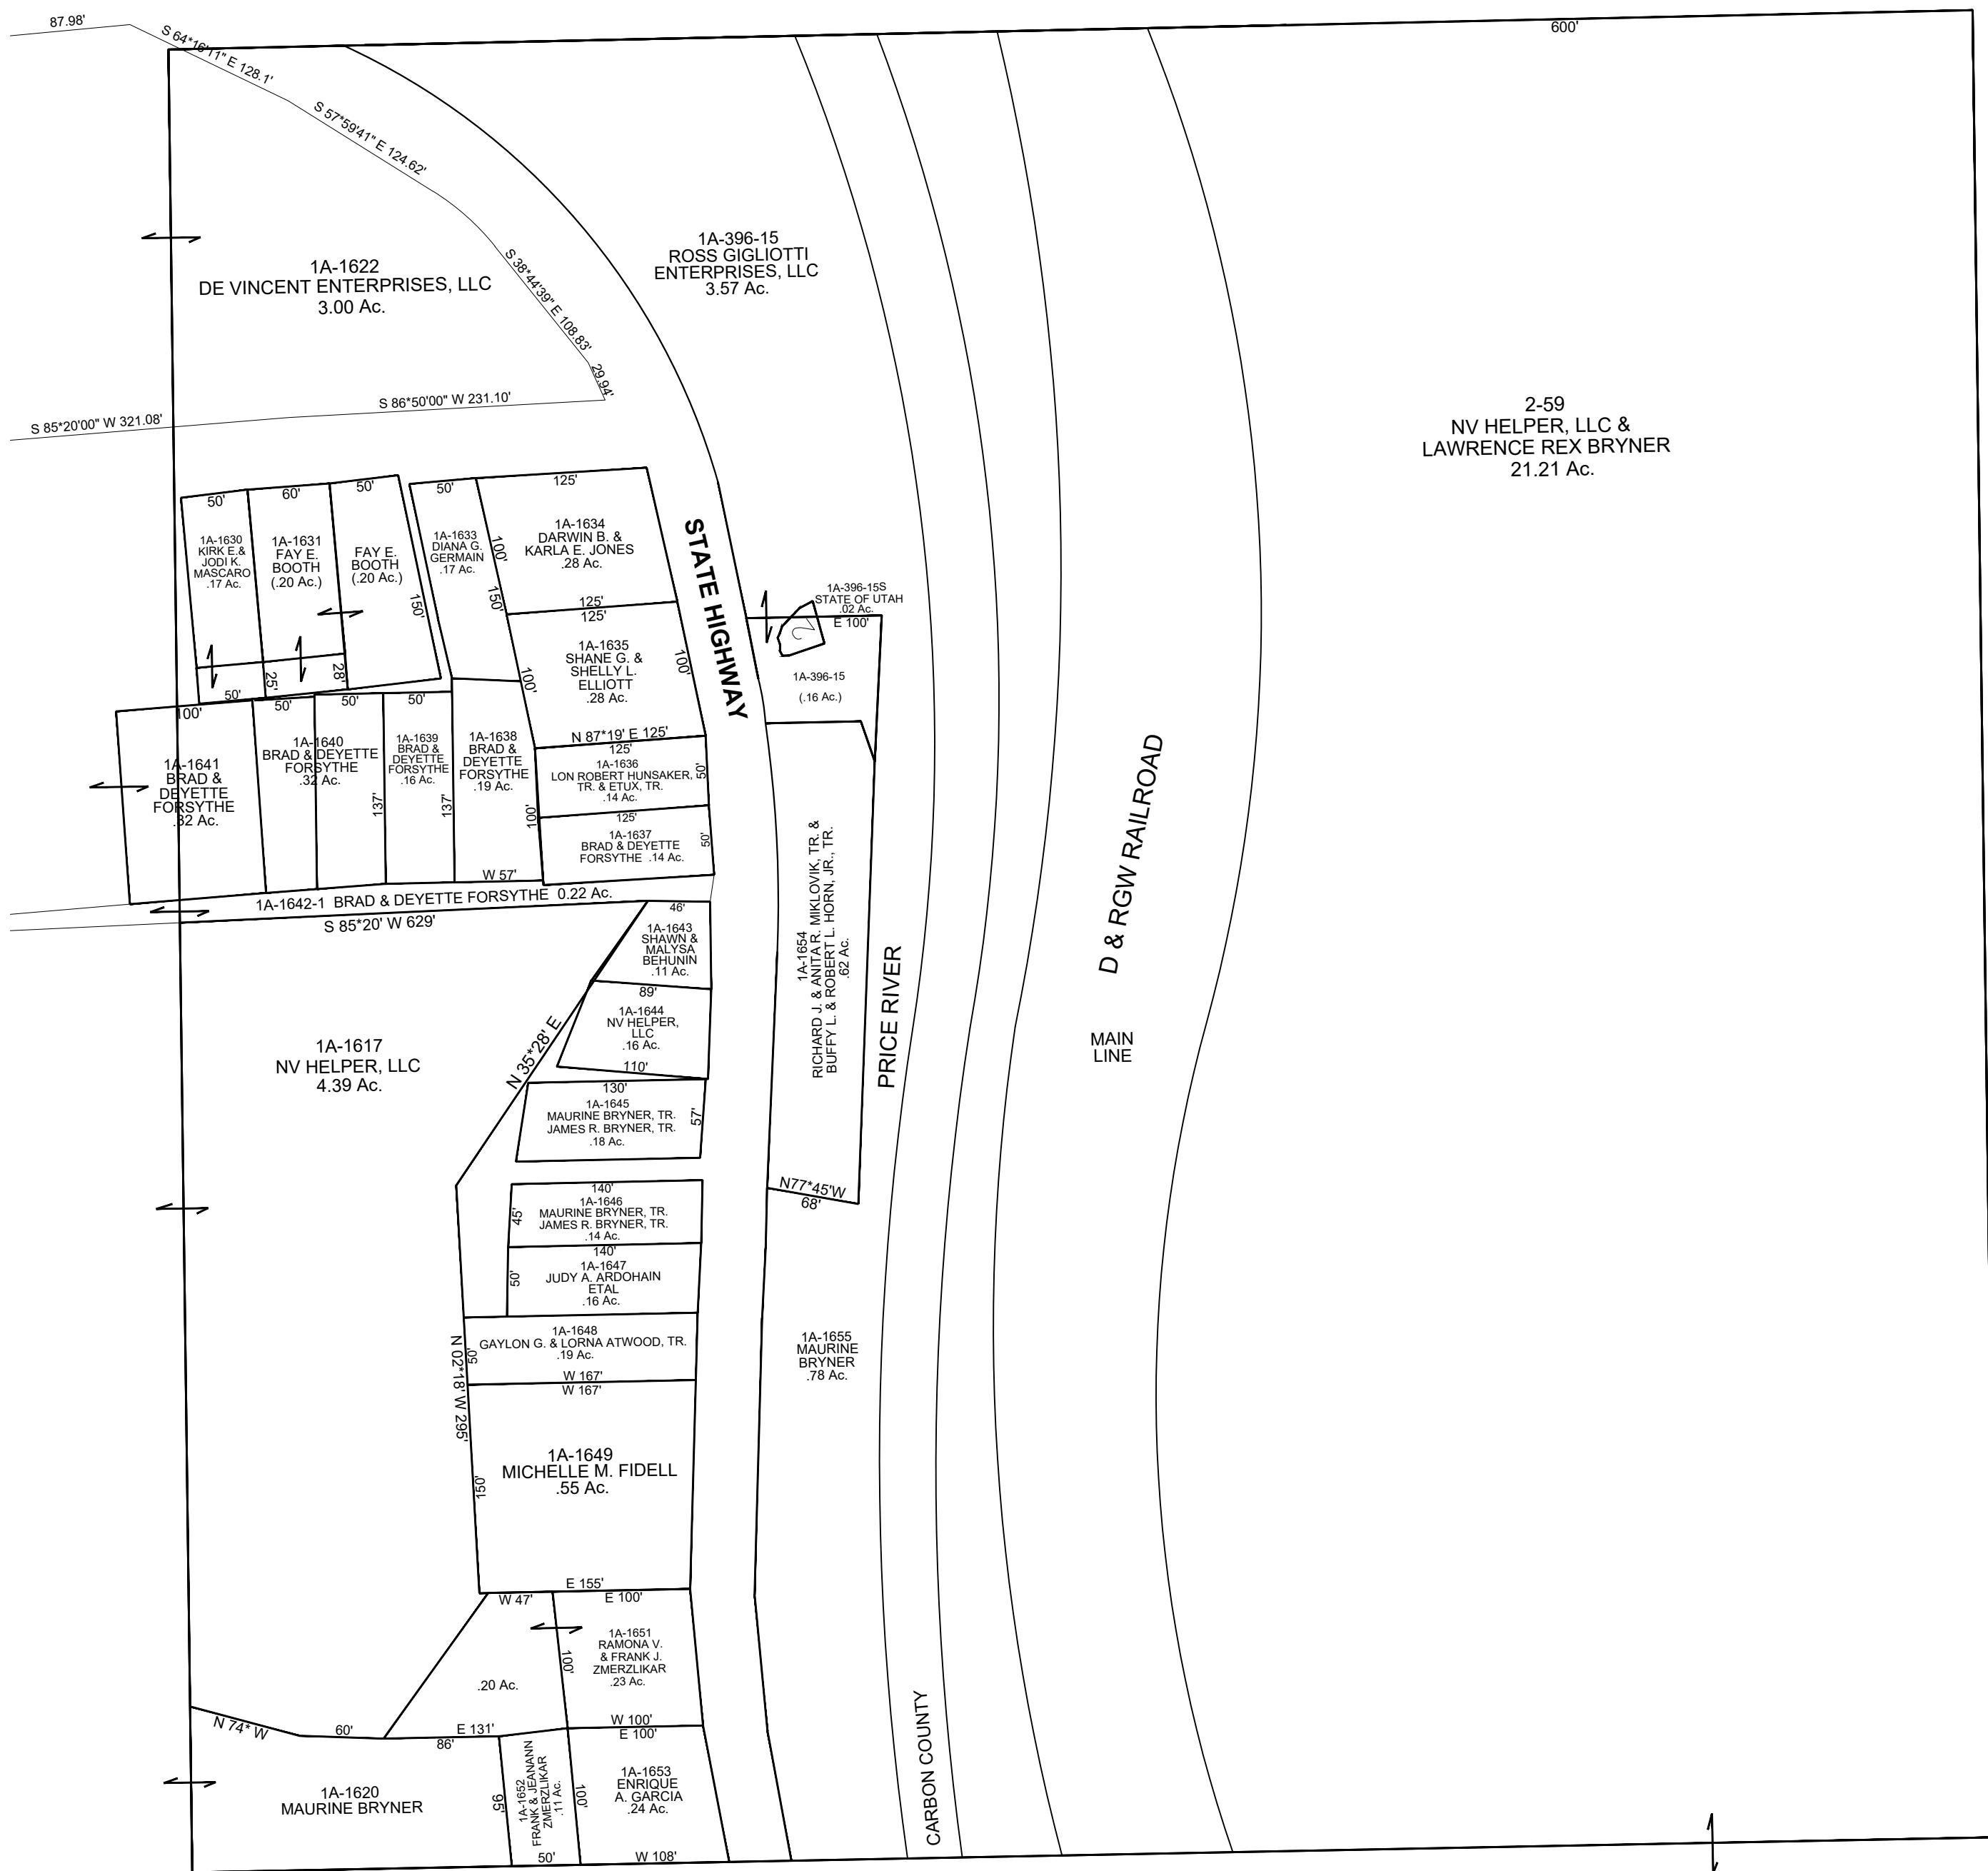 87.98'
600'
S 64*16'11" E 128.1'
S 57*59'41" E 124.62'
1A-396-15
ROSS GIGLIOTTI
ENTERPRISES, LLC
3.57 Ac.
1A-1622
DE VINCENT ENTERPRISES, LLC
3.00 Ac.
S 38*44'39" E 108.83'
29.94'
S 86*50'00" W 231.10'
S 85*20'00" W 321.08'
2-59
NV HELPER, LLC &
LAWRENCE REX BRYNER
21.21 Ac.
50'
60'
50'
50'
125'
1A-1630
KIRK E.&
JODI K.
MASCARO
.17 Ac.
1A-1631
FAY E.
BOOTH
(.20 Ac.)
FAY E.
BOOTH
(.20 Ac.)
150'
1A-1633
DIANA G.
GERMAIN
.17 Ac.
100'
150'
1A-1634
DARWIN B. &
KARLA E. JONES
.28 Ac.
125'
125'
STATE HIGHWAY
1A-396-15S
STATE OF UTAH
.02 Ac.
E 100'
2
1A-396-15
(.16 Ac.)
1A-1635
SHANE G. &
SHELLY L.
ELLIOTT
.28 Ac.
100'
100'
N 87*19' E 125'
50'
25'
28'
100'
50'
50'
50'
1A-1641
BRAD &
DEYETTE
FORSYTHE
.32 Ac.
1A-1640
BRAD & DEYETTE
FORSYTHE
.32 Ac.
137'
1A-1639
BRAD &
DEYETTE
FORSYTHE
.16 Ac.
137'
1A-1638
BRAD &
DEYETTE
FORSYTHE
.19 Ac.
100'
125'
1A-1636
LON ROBERT HUNSAKER,
TR. & ETUX, TR.
.14 Ac.
50'
125'
1A-1637
BRAD & DEYETTE
FORSYTHE .14 Ac.
50'
W 57'
1A-1642-1 BRAD & DEYETTE FORSYTHE 0.22 Ac.
S 85*20' W 629'
D & RGW RAILROAD
MAIN
LINE
1A-1654
RICHARD J. & ANITA R. MIKLOVIK, TR. &
BUFFY L. & ROBERT L. HORN, JR., TR.
.62 Ac.
PRICE RIVER
46'
1A-1643
SHAWN &
MALYSA
BEHUNIN
.11 Ac.
89'
1A-1644
NV HELPER,
LLC
.16 Ac.
110'
N 35*28' E
1A-1617
NV HELPER, LLC
4.39 Ac.
130'
1A-1645
MAURINE BRYNER, TR.
JAMES R. BRYNER, TR.
.18 Ac.
57'
140'
1A-1646
MAURINE BRYNER, TR.
JAMES R. BRYNER, TR.
.14 Ac.
45'
N77*45'W
68'
140'
1A-1647
JUDY A. ARDOHAIN
ETAL
.16 Ac.
50'
1A-1648
GAYLON G. & LORNA ATWOOD, TR.
.19 Ac.
50'
W 167'
W 167'
N 02*18' W 295'
1A-1655
MAURINE
BRYNER
.78 Ac.
1A-1649
MICHELLE M. FIDELL
.55 Ac.
150'
E 155'
W 47'
E 100'
1A-1651
RAMONA V.
& FRANK J.
ZMERZLIKAR
.23 Ac.
100'
.20 Ac.
W 100'
E 100'
N 74* W
60'
E 131'
86'
1A-1620
MAURINE BRYNER
95'
1A-1652
FRANK & JEANANN
ZMERZLIKAR
.11 Ac.
50'
100'
1A-1653
ENRIQUE
A. GARCIA
.24 Ac.
W 108'
CARBON COUNTY